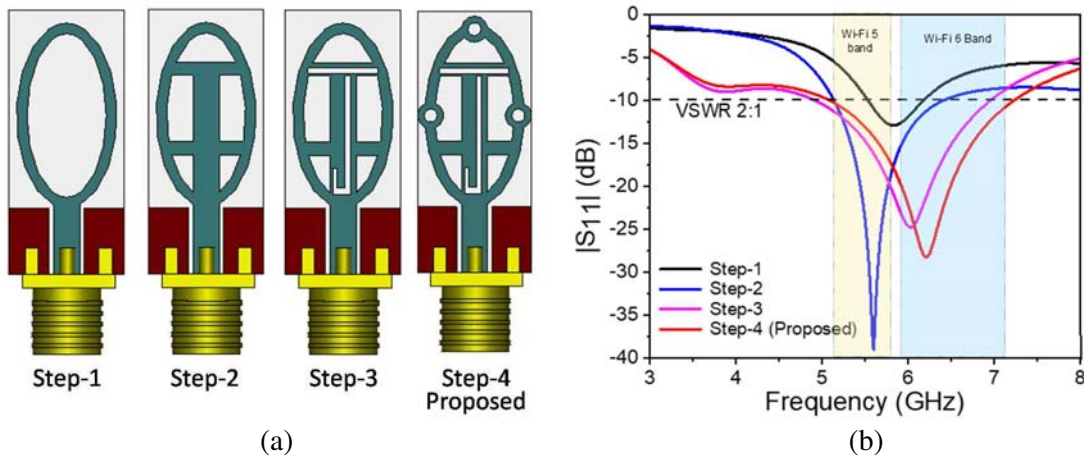 Step-1
Step-2
Step-3
Step-4
Proposed
(a)
0
-5
-10
-15
-20
-25
-30
-35
-40
|S11| (dB)
Wi-Fi 5
band
Wi-Fi 6 Band
VSWR 2:1
Step-1
Step-2
Step-3
Step-4 (Proposed)
3
4
5
6
7
8
Frequency (GHz)
(b)